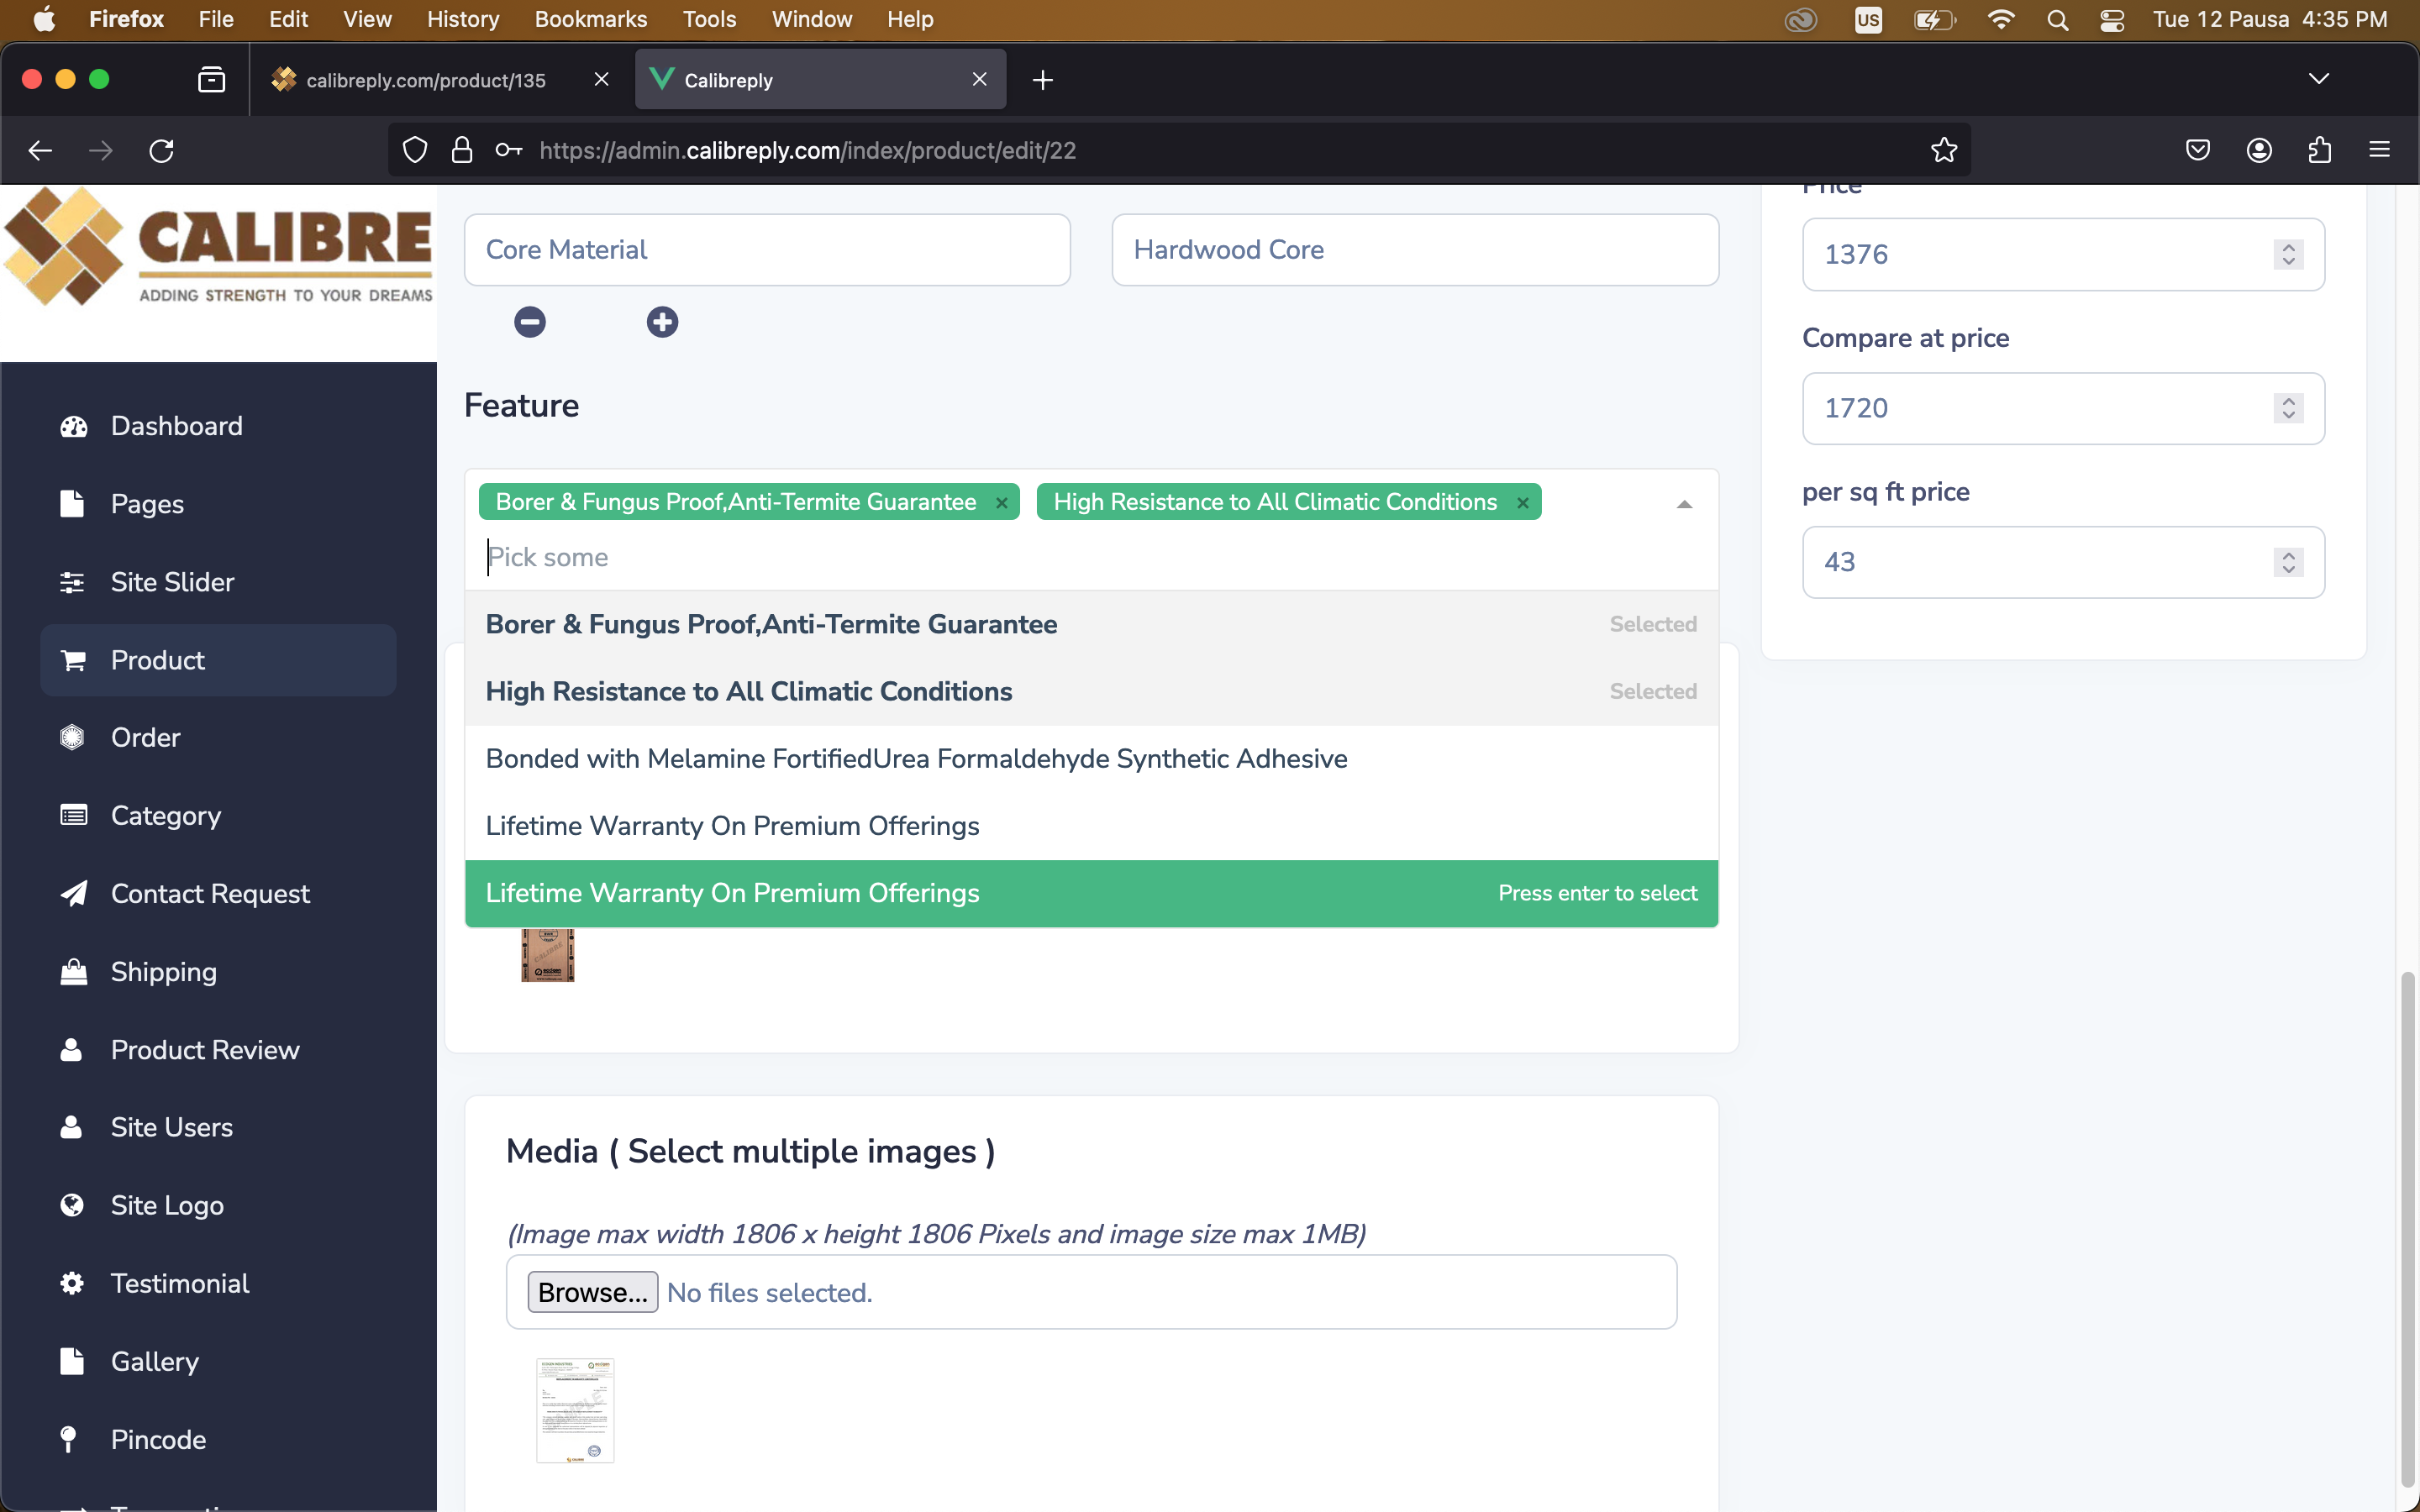 Firefox File Edit View History Bookmarks Tools Window Help
US
Tue 12 Pausa 4:35 PM
calibreply.com/product/135
Calibreply
https://admin.calibreply.com/index/product/edit/22
CALIBRE
ADDING STRENGTH TO YOUR DREAMS
Dashboard
Pages
Site Slider
Product
Order
Category
Contact Request
Shipping
Product Review
Site Users
Site Logo
Testimonial
Gallery
Pincode
Core Material
Hardwood Core
Feature
Borer & Fungus Proof,Anti-Termite Guarantee ×
High Resistance to All Climatic Conditions ×
Pick some
Borer & Fungus Proof,Anti-Termite Guarantee Selected
High Resistance to All Climatic Conditions Selected
Bonded with Melamine FortifiedUrea Formaldehyde Synthetic Adhesive
Lifetime Warranty On Premium Offerings
Lifetime Warranty On Premium Offerings Press enter to select
Media ( Select multiple images )
(Image max width 1806 x height 1806 Pixels and image size max 1MB)
Browse... No files selected.
Price
1376
Compare at price
1720
per sq ft price
43